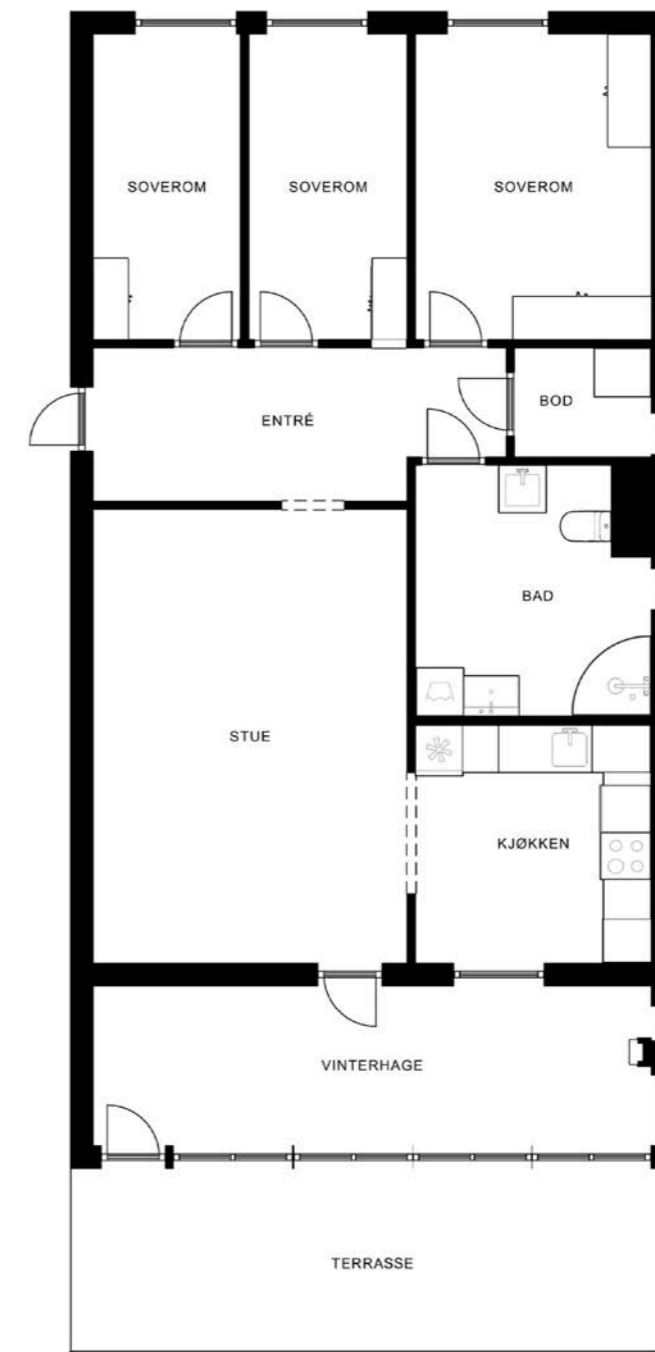 SOVEROM
SOVEROM
SOVEROM
ENTRÉ
BOD
BAD
STUE
KJØKKEN
VINTERHAGE
TERRASSE